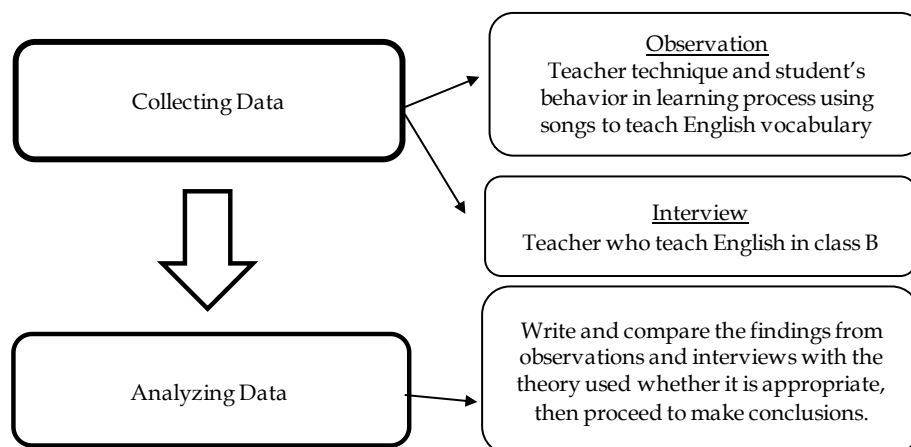 Collecting Data
Observation
Teacher technique and student's
behavior in learning process using
songs to teach English vocabulary
Interview
Teacher who teach English in class B
Analyzing Data
Write and compare the findings from
observations and interviews with the
theory used whether it is appropriate,
then proceed to make conclusions.